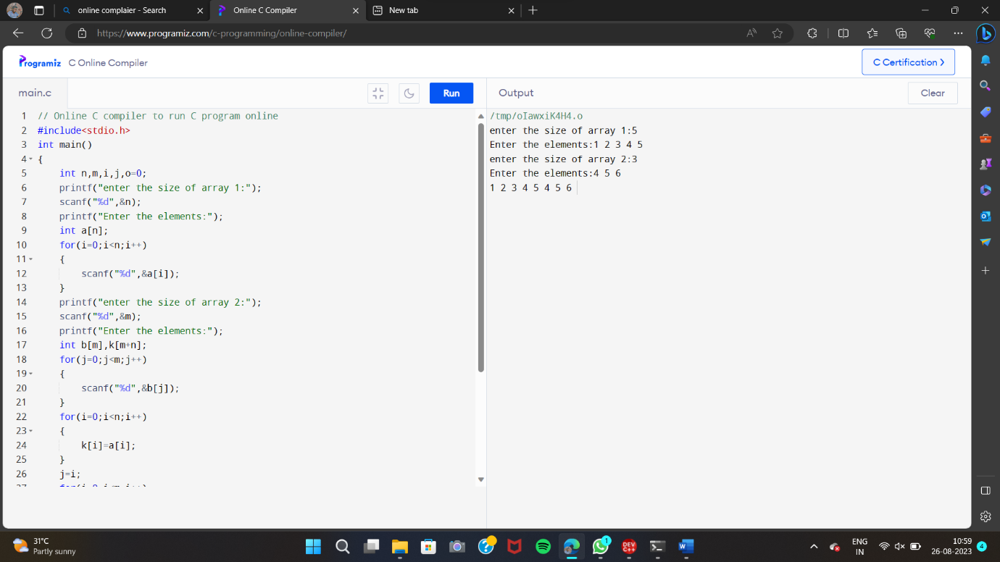 online complaier - Search
Online C Compiler
New tab
https://www.programiz.com/c-programming/online-compiler/
Programiz C Online Compiler
C Certification >
main.c
Run
Output
Clear
1 // Online C compiler to run C program online
2 #include<stdio.h>
3 int main()
4 {
5 int n,m,i,j,o=0;
6 printf("enter the size of array 1:");
7 scanf("%d",&n);
8 printf("Enter the elements:");
9 int a[n];
10 for(i=0;i<n;i++)
11 {
12 scanf("%d",&a[i]);
13 }
14 printf("enter the size of array 2:");
15 scanf("%d",&m);
16 printf("Enter the elements:");
17 int b[m],k[m+n];
18 for(j=0;j<m;j++)
19 {
20 scanf("%d",&b[j]);
21 }
22 for(i=0;i<n;i++)
23 {
24 k[i]=a[i];
25 }
26 j=i;
/tmp/oIawxiK4H4.o
enter the size of array 1:5
Enter the elements:1 2 3 4 5
enter the size of array 2:3
Enter the elements:4 5 6
1 2 3 4 5 4 5 6
31°C
Partly sunny
1
DEV
C++
ENG
IN
10:59
26-08-2023
4